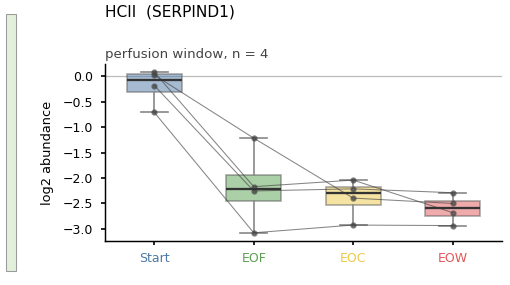 HCII (SERPIND1)
perfusion window, n = 4
log2 abundance
0.0
−0.5
−1.0
−1.5
−2.0
−2.5
−3.0
Start EOF EOC EOW